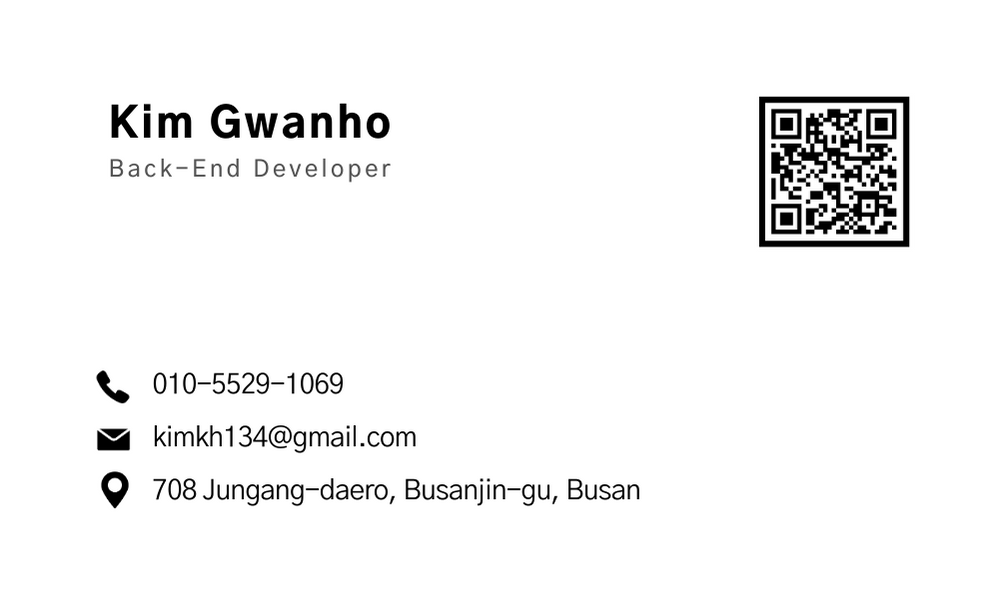 Kim Gwanho
Back-End Developer
010-5529-1069
kimkh134@gmail.com
708 Jungang-daero, Busanjin-gu, Busan